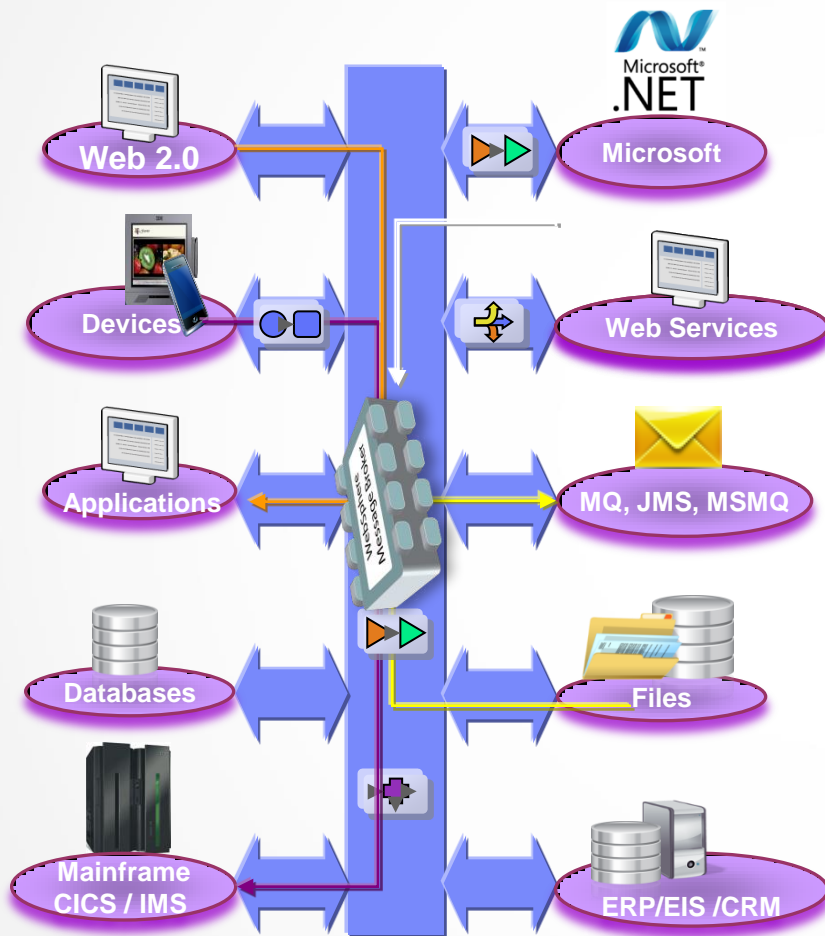 Microsoft®
.NET
™
Web 2.0
Microsoft
Devices
Web Services
Applications
WebSphere
Message Broker
MQ, JMS, MSMQ
Databases
Files
Mainframe
CICS / IMS
ERP/EIS /CRM